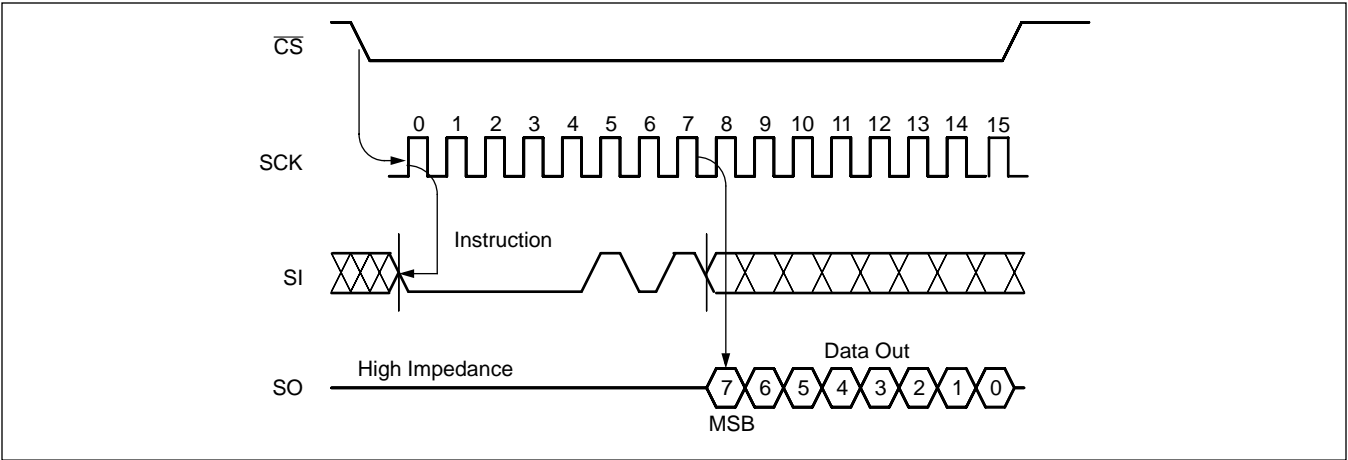 CS
0 1 2 3 4 5 6 7 8 9 10 11 12 13 14 15
SCK
Instruction
SI
High Impedance
Data Out
SO
7 6 5 4 3 2 1 0
MSB